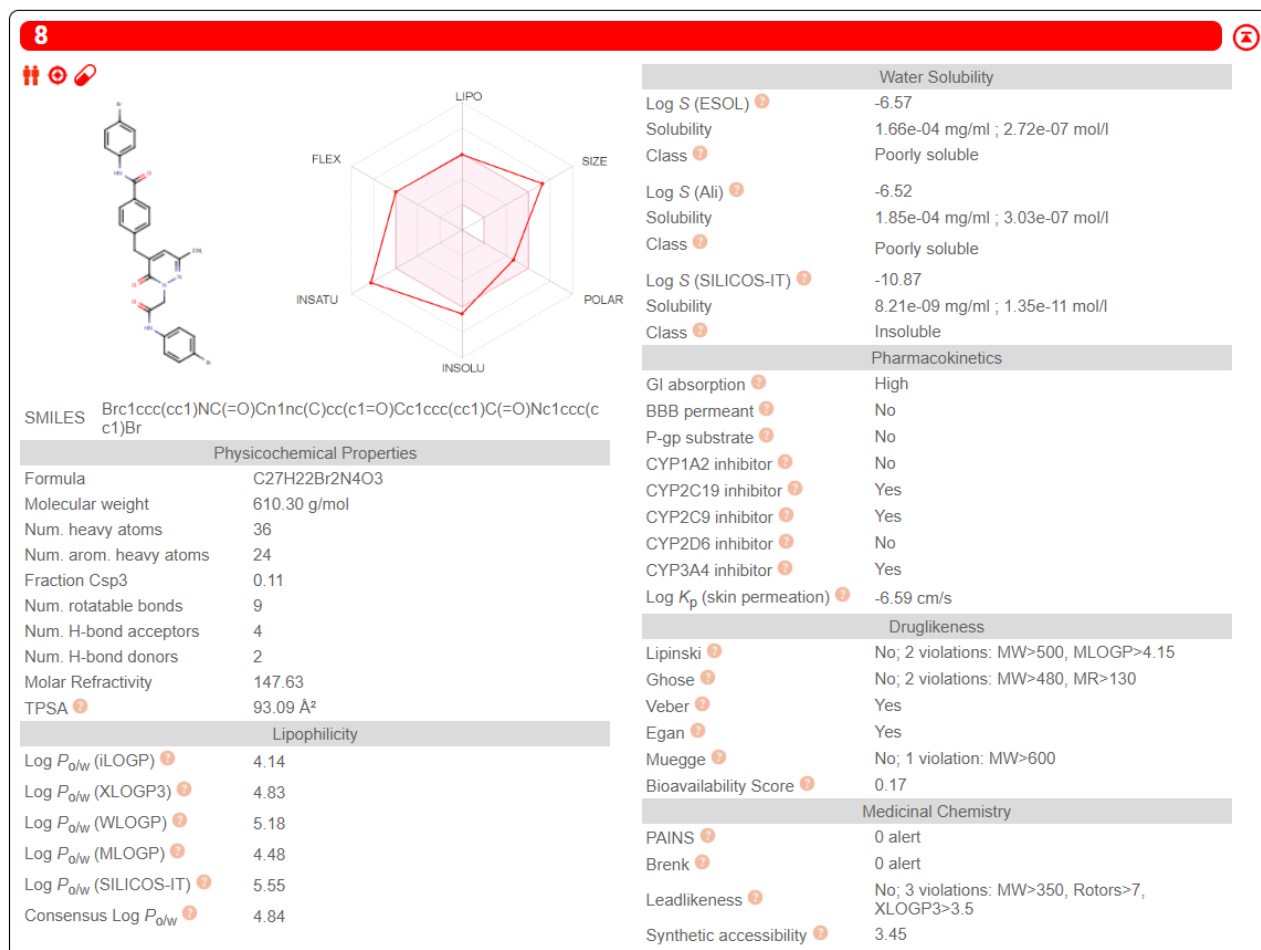 8
LIPO
SIZE
POLAR
INSOLU
INSATU
FLEX
Br
HN
O
CH3
N
O
N
O
HN
Br
SMILES Brc1ccc(cc1)NC(=O)Cn1nc(C)cc(c1=O)Cc1ccc(cc1)C(=O)Nc1ccc(c
c1)Br
Physicochemical Properties
Formula C27H22Br2N4O3
Molecular weight 610.30 g/mol
Num. heavy atoms 36
Num. arom. heavy atoms 24
Fraction Csp3 0.11
Num. rotatable bonds 9
Num. H-bond acceptors 4
Num. H-bond donors 2
Molar Refractivity 147.63
TPSA ? 93.09 Å²
Lipophilicity
Log Po/w (iLOGP) ? 4.14
Log Po/w (XLOGP3) ? 4.83
Log Po/w (WLOGP) ? 5.18
Log Po/w (MLOGP) ? 4.48
Log Po/w (SILICOS-IT) ? 5.55
Consensus Log Po/w ? 4.84
Water Solubility
Log S (ESOL) ? -6.57
Solubility 1.66e-04 mg/ml ; 2.72e-07 mol/l
Class ? Poorly soluble
Log S (Ali) ? -6.52
Solubility 1.85e-04 mg/ml ; 3.03e-07 mol/l
Class ? Poorly soluble
Log S (SILICOS-IT) ? -10.87
Solubility 8.21e-09 mg/ml ; 1.35e-11 mol/l
Class ? Insoluble
Pharmacokinetics
GI absorption ? High
BBB permeant ? No
P-gp substrate ? No
CYP1A2 inhibitor ? No
CYP2C19 inhibitor ? Yes
CYP2C9 inhibitor ? Yes
CYP2D6 inhibitor ? No
CYP3A4 inhibitor ? Yes
Log Kp (skin permeation) ? -6.59 cm/s
Druglikeness
Lipinski ? No; 2 violations: MW>500, MLOGP>4.15
Ghose ? No; 2 violations: MW>480, MR>130
Veber ? Yes
Egan ? Yes
Muegge ? No; 1 violation: MW>600
Bioavailability Score ? 0.17
Medicinal Chemistry
PAINS ? 0 alert
Brenk ? 0 alert
Leadlikeness ? No; 3 violations: MW>350, Rotors>7,
XLOGP3>3.5
Synthetic accessibility ? 3.45